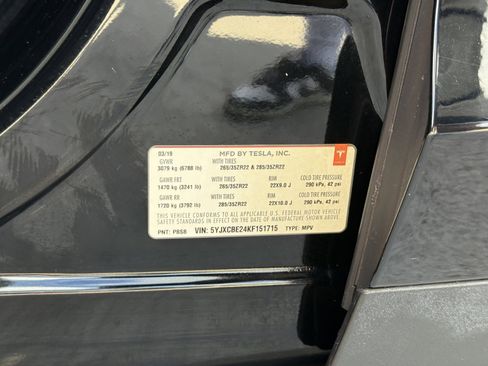 03/19 MFD BY TESLA, INC.
GVWR WITH TIRES
3079 kg (6788 lb) 265/35ZR22 & 285/35ZR22
GAWR FRT WITH TIRES RIM COLD TIRE PRESSURE
1470 kg (3241 lb) 265/35ZR22 22X9.0 J 290 kPa, 42 psi
GAWR RR WITH TIRES RIM COLD TIRE PRESSURE
1720 kg (3792 lb) 285/35ZR22 22X10.0 J 290 kPa, 42 psi
THIS VEHICLE CONFORMS TO ALL APPLICABLE U.S. FEDERAL MOTOR VEHICLE
SAFETY STANDARDS IN EFFECT ON THE DATE OF MANUFACTURE SHOWN ABOVE.
PNT: PBSB VIN: 5YJXCBE24KF151715 TYPE: MPV